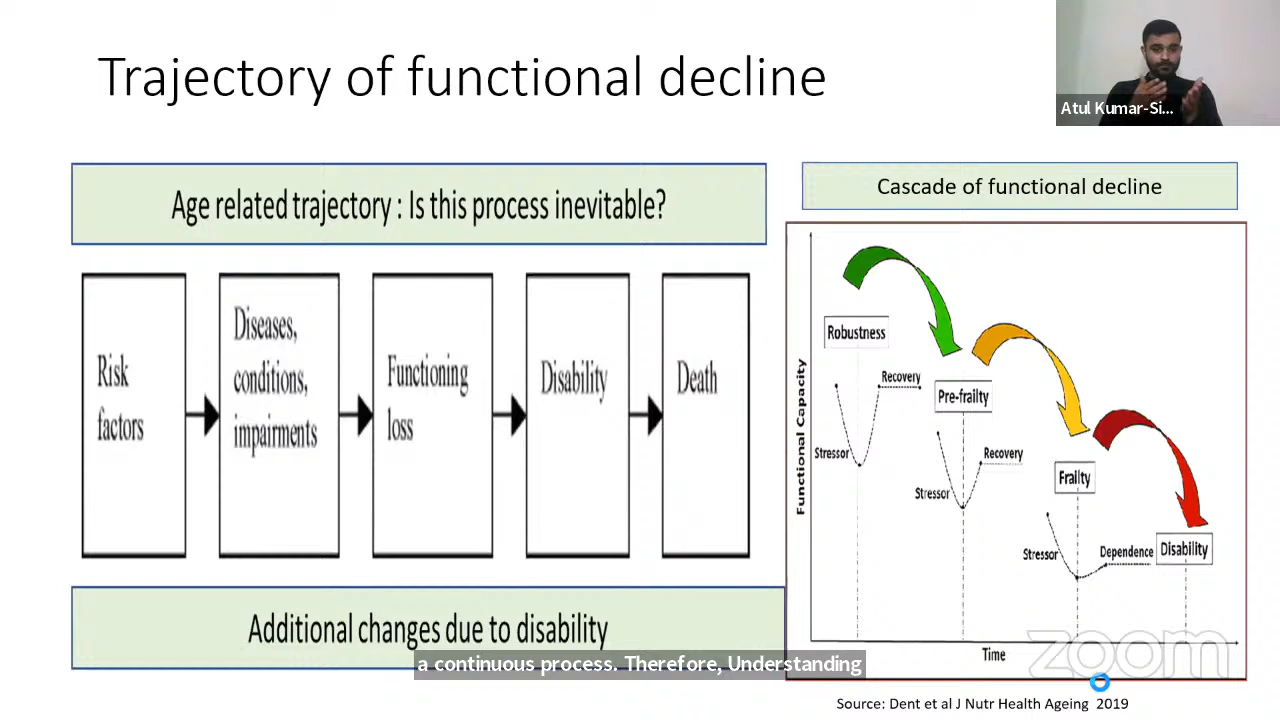 Trajectory of functional decline
Atul Kumar-Si...
Age related trajectory : Is this process inevitable?
Risk
factors
Diseases,
conditions,
impairments
Functioning
loss
Disability
Death
Additional changes due to disability
Cascade of functional decline
Functional Capacity
Robustness
Recovery
Stressor
Pre-frailty
Recovery
Stressor
Frailty
Stressor
Dependence
Disability
Time
zoom
a continuous process. Therefore, Understanding
Source: Dent et al J Nutr Health Ageing 2019